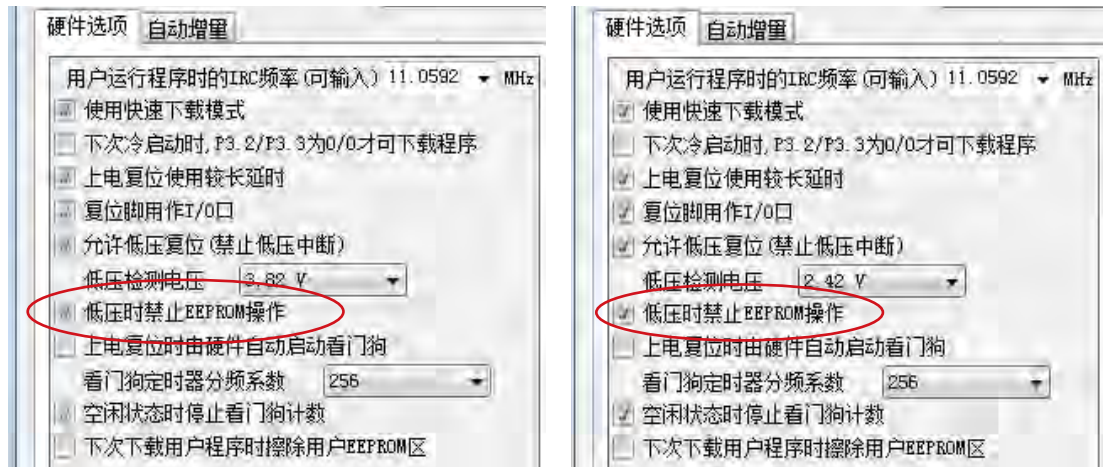 硬件选项 自动增量
用户运行程序时的IRC频率(可输入) 11.0592 MHz
使用快速下载模式
下次冷启动时,P3.2/P3.3为0/0才可下载程序
上电复位使用较长延时
复位脚用作I/O口
允许低压复位(禁止低压中断)
低压检测电压 3.82 V
低压时禁止EEPROM操作
上电复位时由硬件自动启动看门狗
看门狗定时器分频系数 256
空闲状态时停止看门狗计数
下次下载用户程序时擦除用户EEPROM区
硬件选项 自动增量
用户运行程序时的IRC频率(可输入) 11.0592 MHz
使用快速下载模式
下次冷启动时,P3.2/P3.3为0/0才可下载程序
上电复位使用较长延时
复位脚用作I/O口
允许低压复位(禁止低压中断)
低压检测电压 2.42 V
低压时禁止EEPROM操作
上电复位时由硬件自动启动看门狗
看门狗定时器分频系数 256
空闲状态时停止看门狗计数
下次下载用户程序时擦除用户EEPROM区